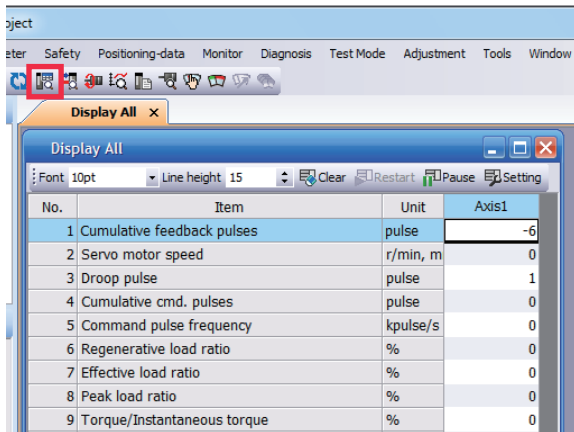 oject
eter Safety Positioning-data Monitor Diagnosis Test Mode Adjustment Tools Window
Display All ×
Display All
Font 10pt Line height 15 Clear Restart Pause Setting
No. Item Unit Axis1
1 Cumulative feedback pulses pulse -6
2 Servo motor speed r/min, m 0
3 Droop pulse pulse 1
4 Cumulative cmd. pulses pulse 0
5 Command pulse frequency kpulse/s 0
6 Regenerative load ratio % 0
7 Effective load ratio % 0
8 Peak load ratio % 0
9 Torque/Instantaneous torque % 0